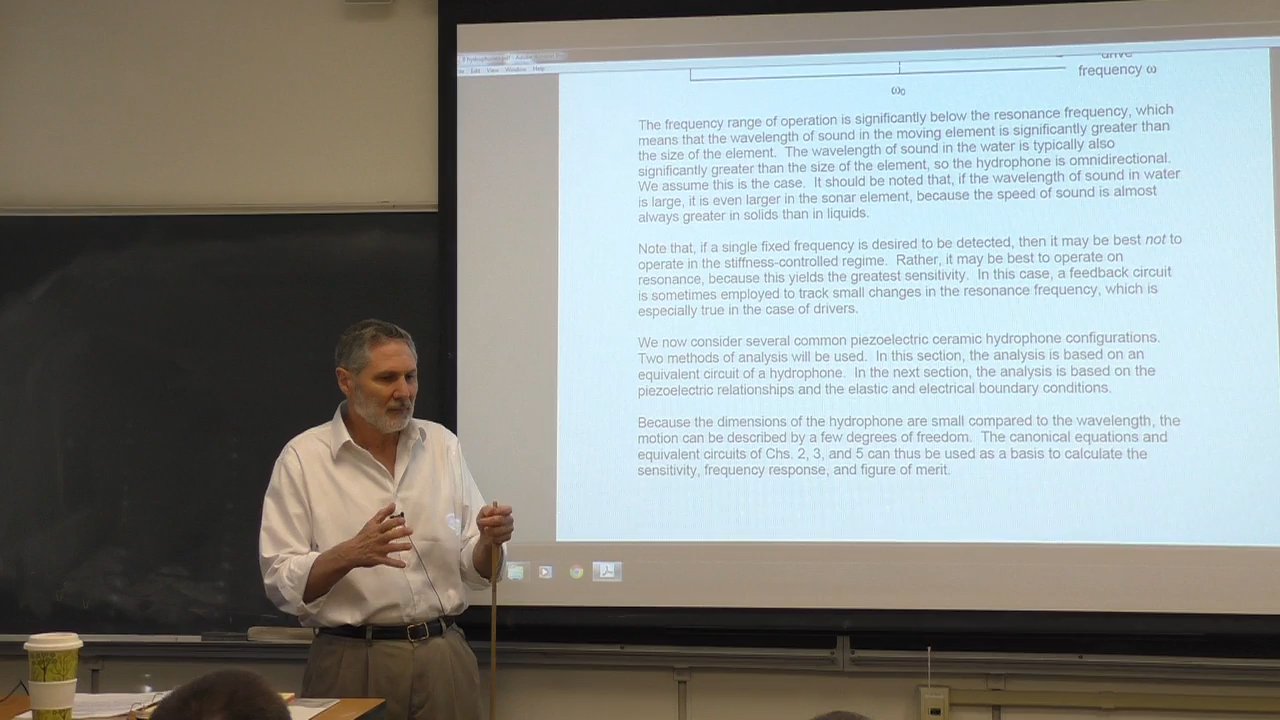 8 hydrophones.pdf - Adobe
Edit View Window Help
drive
frequency ω
ω₀
The frequency range of operation is significantly below the resonance frequency, which
means that the wavelength of sound in the moving element is significantly greater than
the size of the element. The wavelength of sound in the water is typically also
significantly greater than the size of the element, so the hydrophone is omnidirectional.
We assume this is the case. It should be noted that, if the wavelength of sound in water
is large, it is even larger in the sonar element, because the speed of sound is almost
always greater in solids than in liquids.
Note that, if a single fixed frequency is desired to be detected, then it may be best not to
operate in the stiffness-controlled regime. Rather, it may be best to operate on
resonance, because this yields the greatest sensitivity. In this case, a feedback circuit
is sometimes employed to track small changes in the resonance frequency, which is
especially true in the case of drivers.
We now consider several common piezoelectric ceramic hydrophone configurations.
Two methods of analysis will be used. In this section, the analysis is based on an
equivalent circuit of a hydrophone. In the next section, the analysis is based on the
piezoelectric relationships and the elastic and electrical boundary conditions.
Because the dimensions of the hydrophone are small compared to the wavelength, the
motion can be described by a few degrees of freedom. The canonical equations and
equivalent circuits of Chs. 2, 3, and 5 can thus be used as a basis to calculate the
sensitivity, frequency response, and figure of merit.